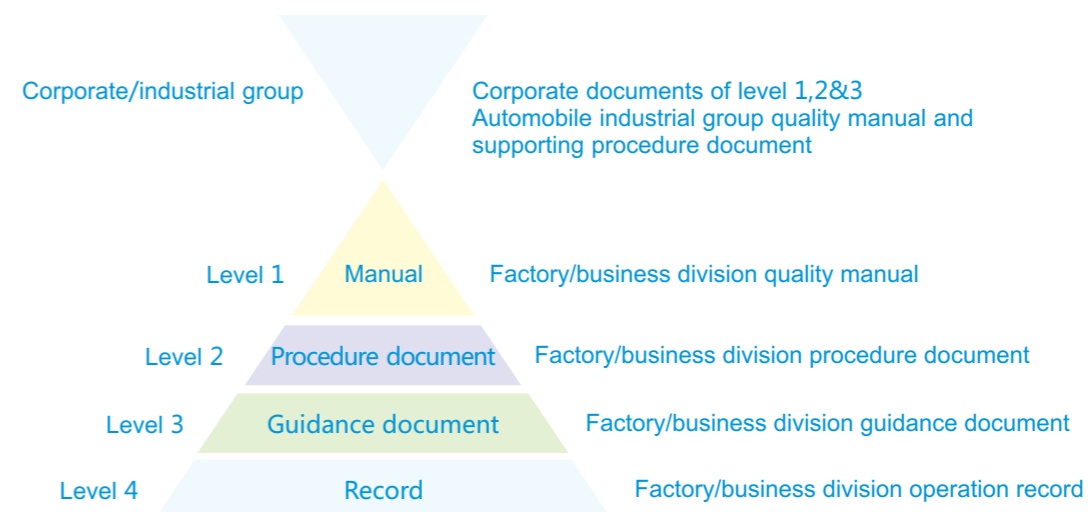 Corporate/industrial group
Corporate documents of level 1,2&3
Automobile industrial group quality manual and
supporting procedure document
Level 1
Manual
Factory/business division quality manual
Level 2
Procedure document
Factory/business division procedure document
Level 3
Guidance document
Factory/business division guidance document
Level 4
Record
Factory/business division operation record